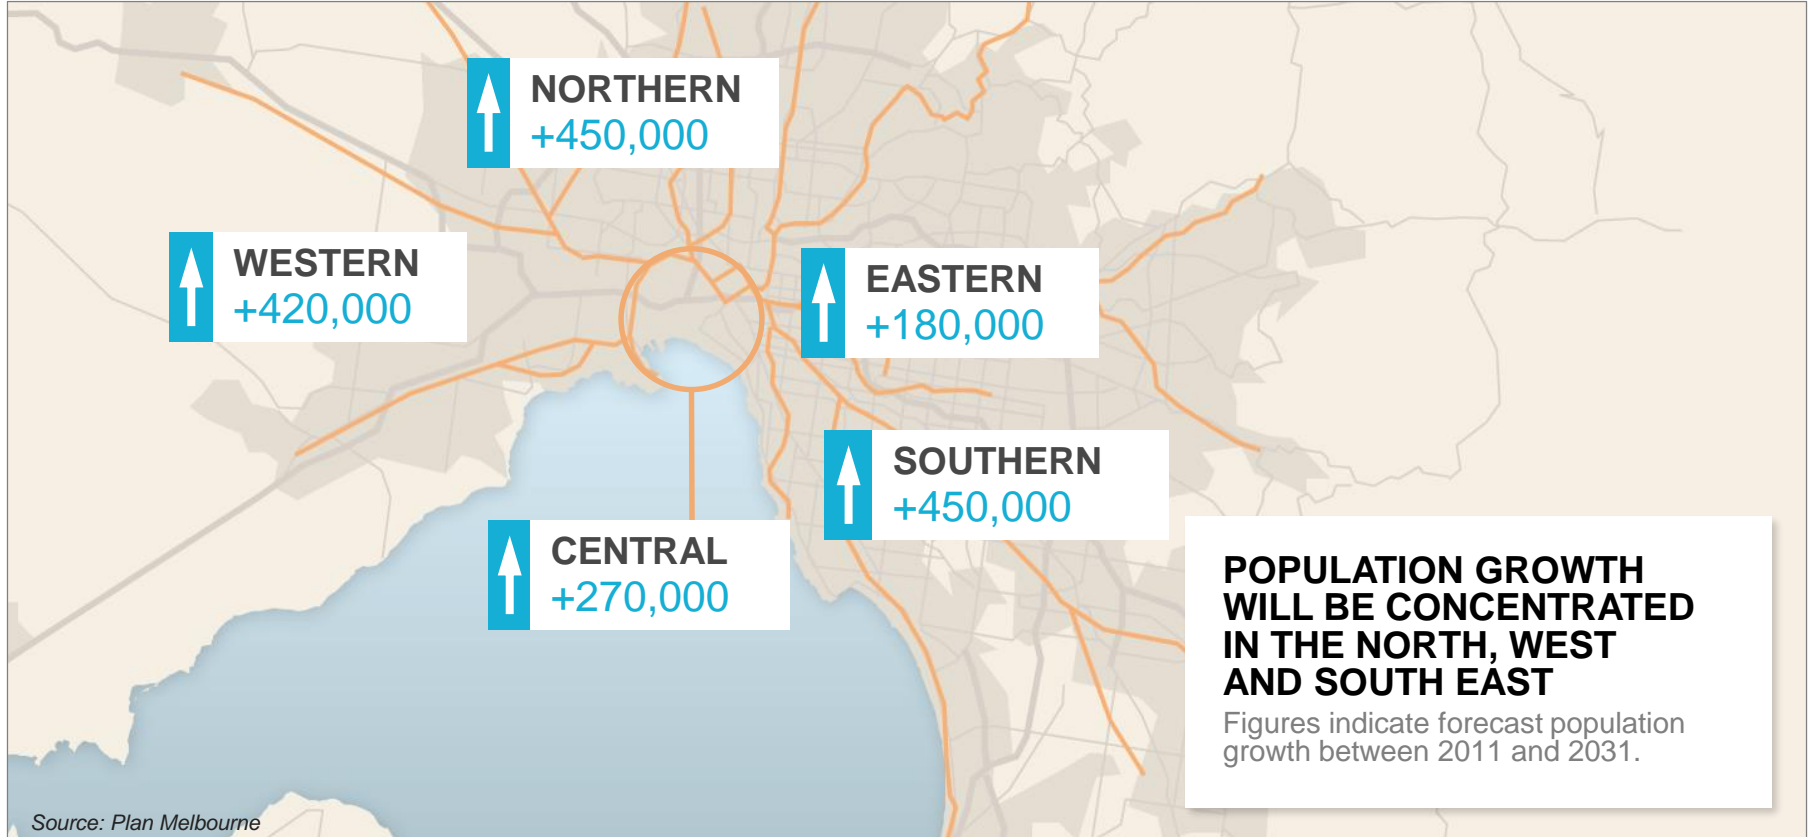 NORTHERN
+450,000
WESTERN
+420,000
EASTERN
+180,000
SOUTHERN
+450,000
CENTRAL
+270,000
POPULATION GROWTH
WILL BE CONCENTRATED
IN THE NORTH, WEST
AND SOUTH EAST
Figures indicate forecast population
growth between 2011 and 2031.
Source: Plan Melbourne